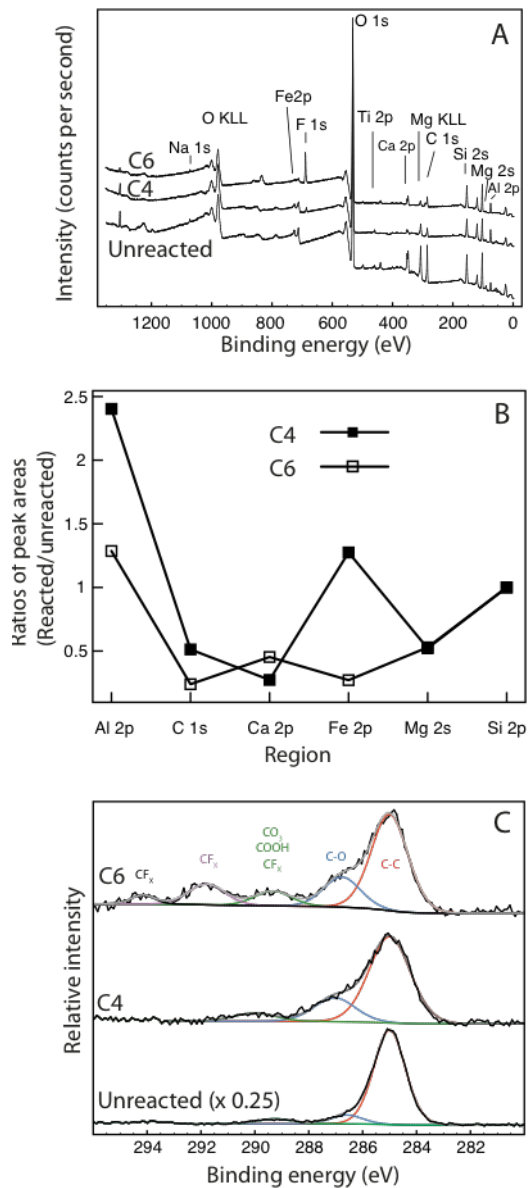 A
O 1s
Fe2p
O KLL
F 1s
Ti 2p
Mg KLL
Ca 2p
C 1s
Na 1s
Si 2s
Mg 2s
Al 2p
C6
C4
Unreacted
Intensity (counts per second)
1200 1000 800 600 400 200 0
Binding energy (eV)
B
2.5
2
1.5
1
0.5
C4
C6
Ratios of peak areas
(Reacted/unreacted)
Al 2p C 1s Ca 2p Fe 2p Mg 2s Si 2p
Region
C
CO3
COOH
CFx
CFx
CFx
C-O
C-C
C6
C4
Unreacted (x 0.25)
Relative intensity
294 292 290 288 286 284 282
Binding energy (eV)